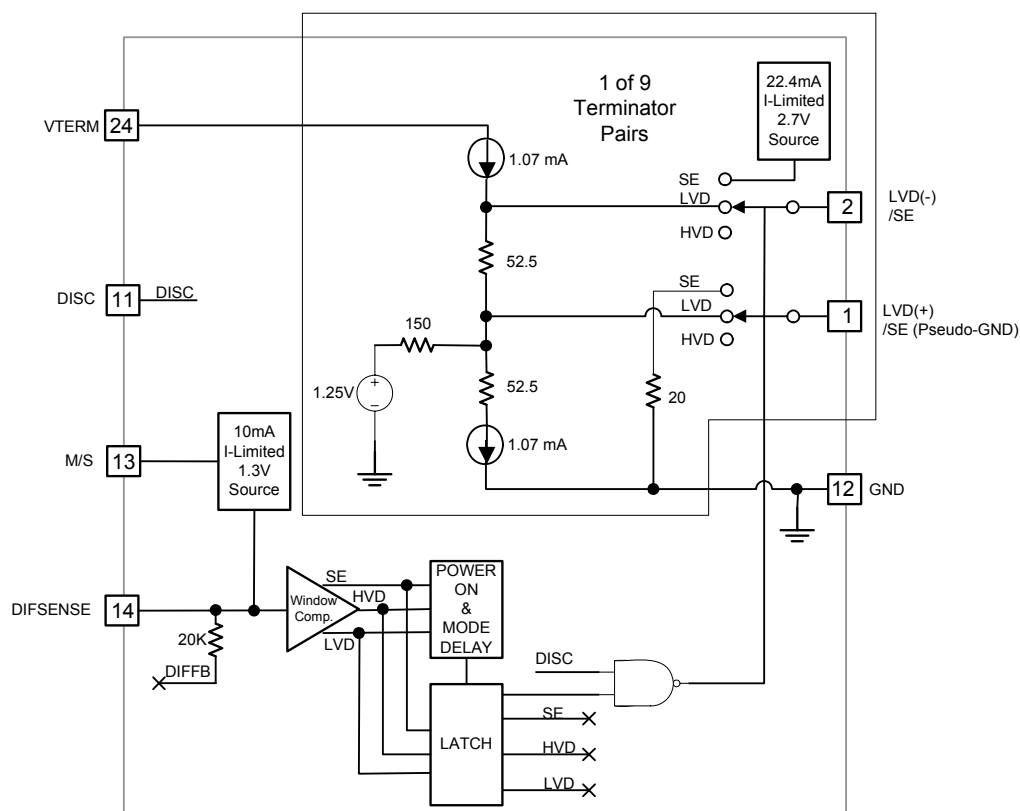 1 of 9
Terminator
Pairs
22.4mA
I-Limited
2.7V
Source
VTERM
24
1.07 mA
SE
LVD
HVD
2
LVD(-)
/SE
52.5
DISC
11
DISC
SE
LVD
HVD
1
LVD(+)
/SE (Pseudo-GND)
150
1.25V
+
–
52.5
20
10mA
I-Limited
1.3V
Source
M/S
13
1.07 mA
12
GND
DIFSENSE
14
20K
DIFFB
Window
Comp.
SE
HVD
LVD
POWER
ON
&
MODE
DELAY
DISC
LATCH
SE
HVD
LVD